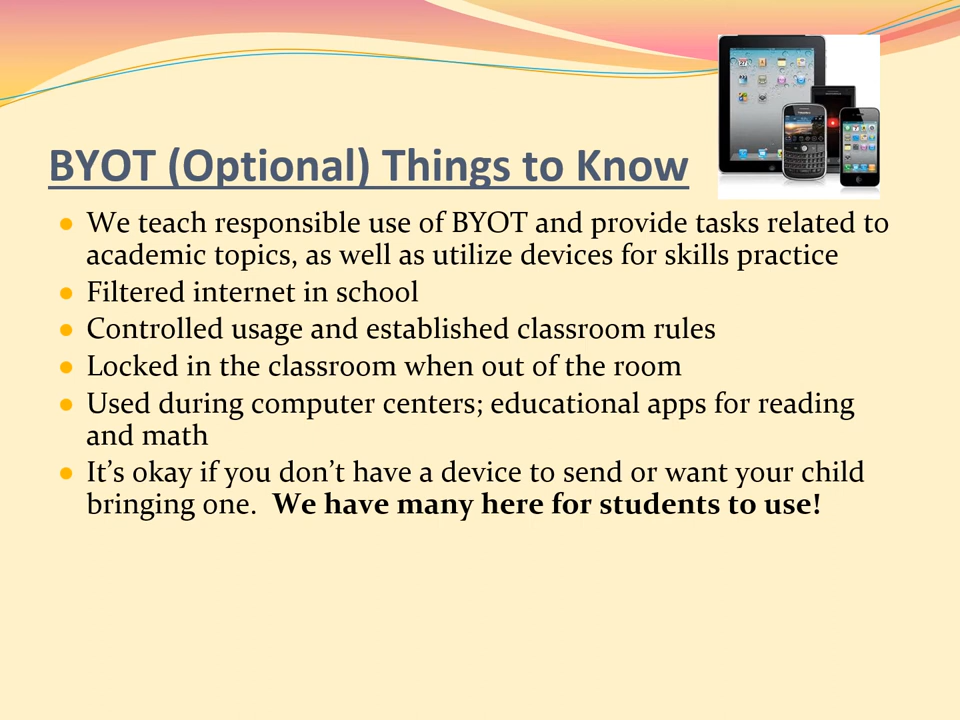 BYOT (Optional) Things to Know
● We teach responsible use of BYOT and provide tasks related to
academic topics, as well as utilize devices for skills practice
● Filtered internet in school
● Controlled usage and established classroom rules
● Locked in the classroom when out of the room
● Used during computer centers; educational apps for reading
and math
● It’s okay if you don’t have a device to send or want your child
bringing one.  We have many here for students to use!